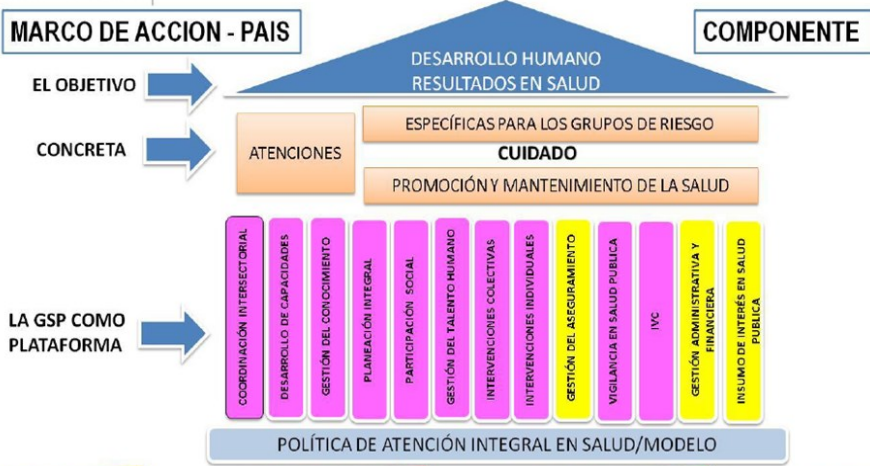 MARCO DE ACCION - PAIS
COMPONENTE
DESARROLLO HUMANO
RESULTADOS EN SALUD
EL OBJETIVO
CONCRETA
ATENCIONES
ESPECÍFICAS PARA LOS GRUPOS DE RIESGO
CUIDADO
PROMOCIÓN Y MANTENIMIENTO DE LA SALUD
LA GSP COMO
PLATAFORMA
COORDINACIÓN INTERSECTORIAL
DESARROLLO DE CAPACIDADES
GESTIÓN DEL CONOCIMIENTO
PLANEACIÓN INTEGRAL
PARTICIPACIÓN SOCIAL
GESTIÓN DEL TALENTO HUMANO
INTERVENCIONES COLECTIVAS
INTERVENCIONES INDIVIDUALES
GESTIÓN DEL ASEGURAMIENTO
VIGILANCIA EN SALUD PUBLICA
IVC
GESTIÓN ADMINISTRATIVA Y
FINANCIERA
INSUMO DE INTERÉS EN SALUD
PUBLICA
POLÍTICA DE ATENCIÓN INTEGRAL EN SALUD/MODELO